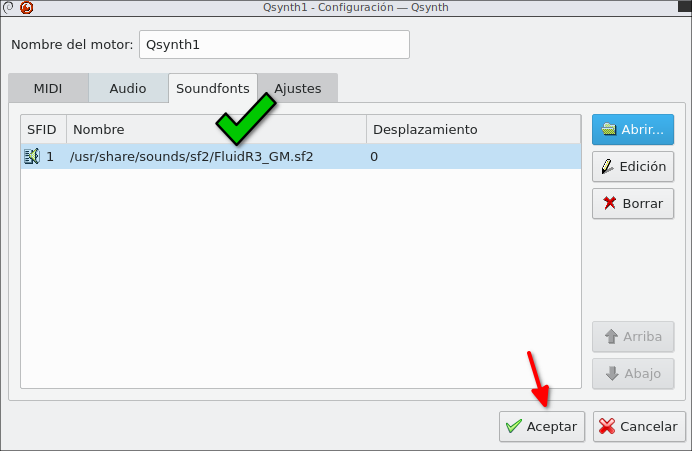 Qsynth1 - Configuración — Qsynth
Nombre del motor: Qsynth1
MIDI Audio Soundfonts Ajustes
SFID Nombre Desplazamiento
1 /usr/share/sounds/sf2/FluidR3_GM.sf2 0
Abrir...
Edición
Borrar
Arriba
Abajo
Aceptar Cancelar